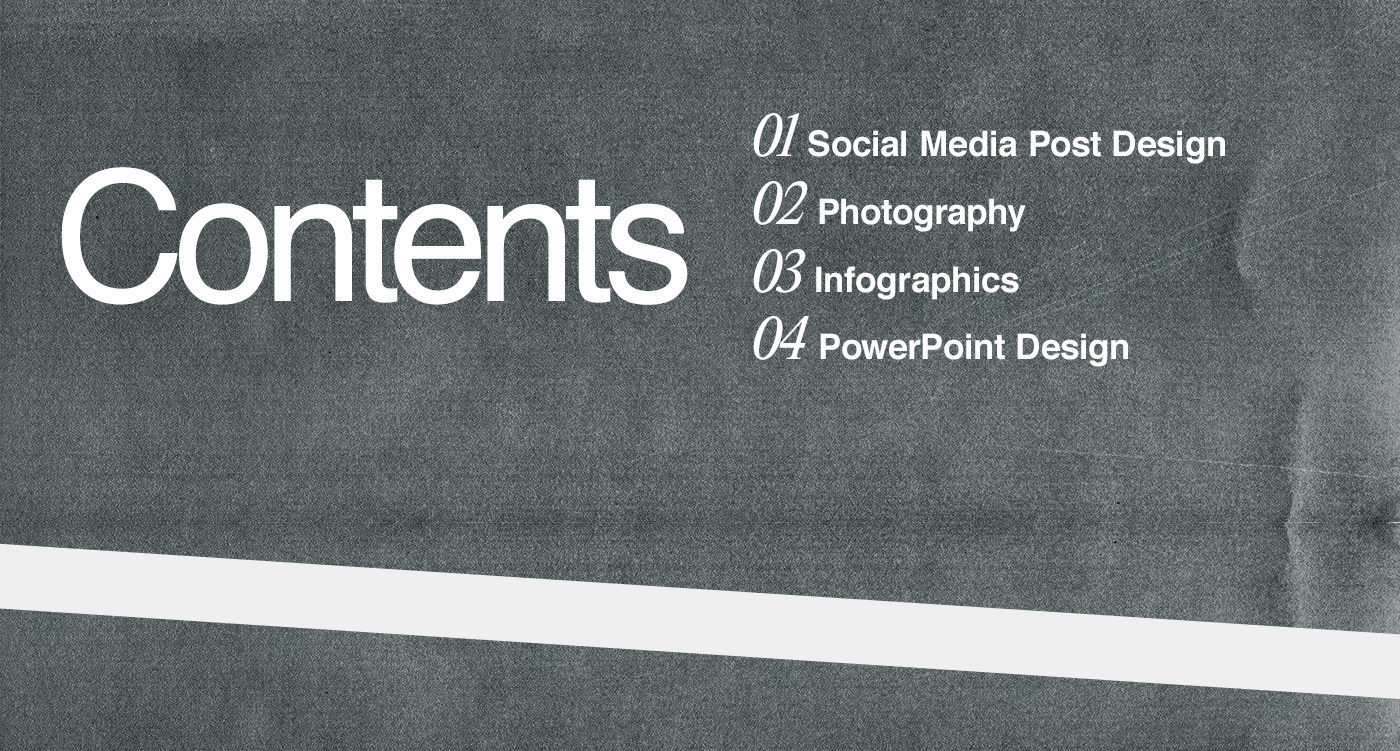 Contents
01 Social Media Post Design
02 Photography
03 Infographics
04 PowerPoint Design